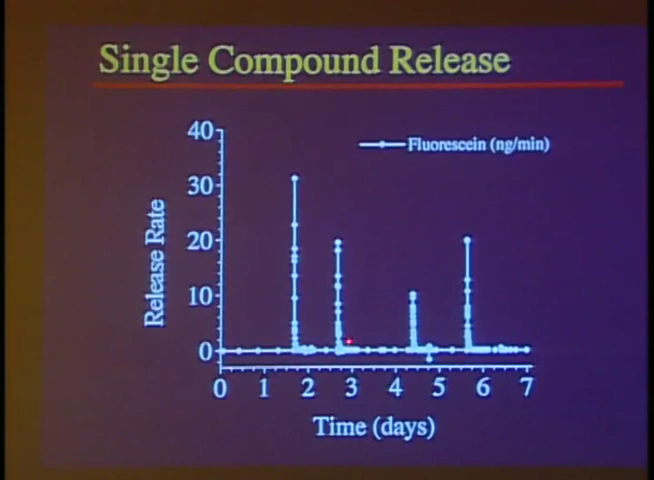 Single Compound Release
Fluorescein (ng/min)
40
30
20
10
0
Release Rate
0 1 2 3 4 5 6 7
Time (days)